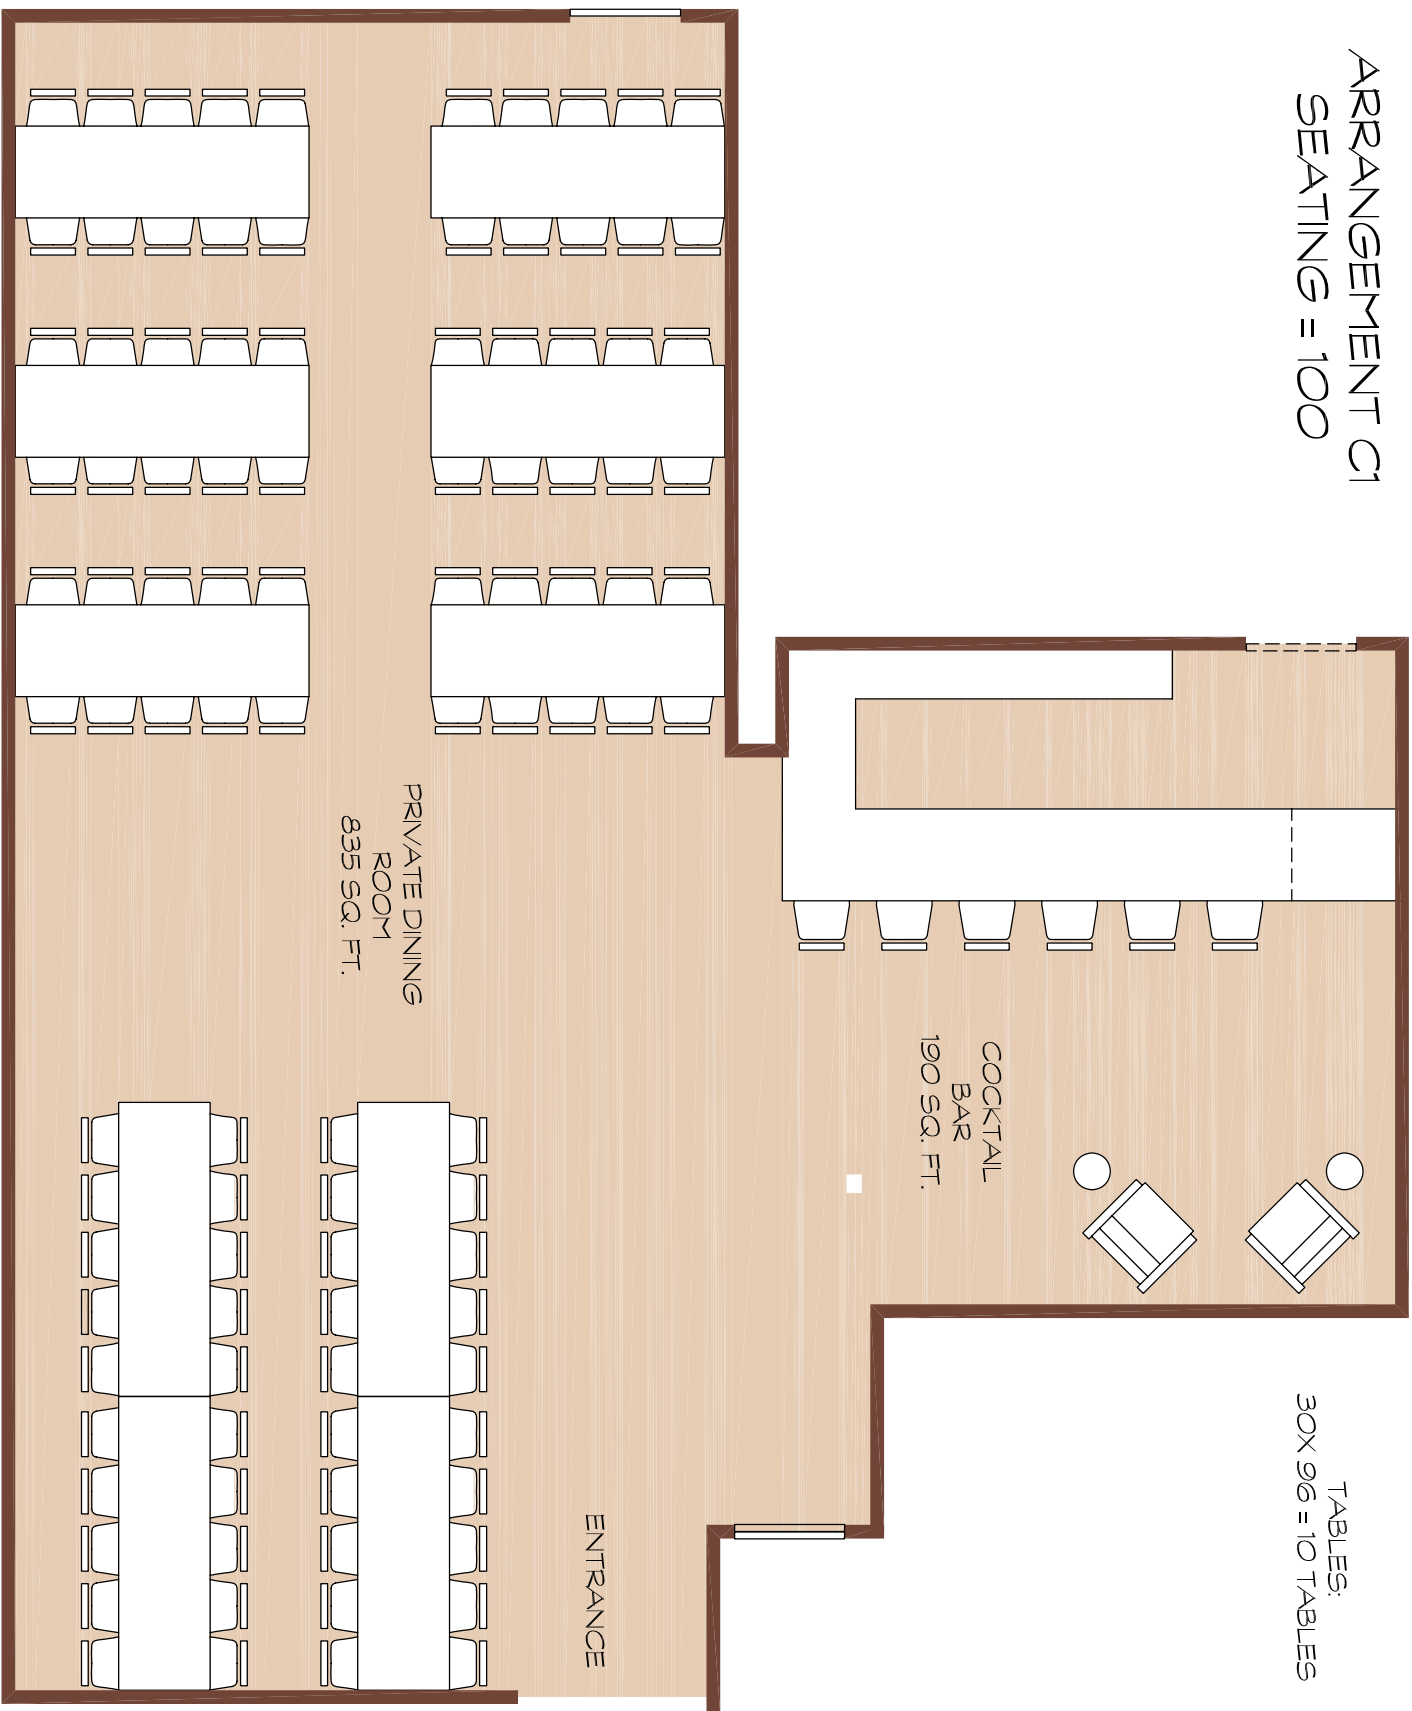 ARRANGEMENT C1
SEATING = 100
PRIVATE DINING
ROOM
835 SQ. FT.
COCKTAIL
BAR
190 SQ. FT.
ENTRANCE
TABLES:
30X 96 = 10 TABLES